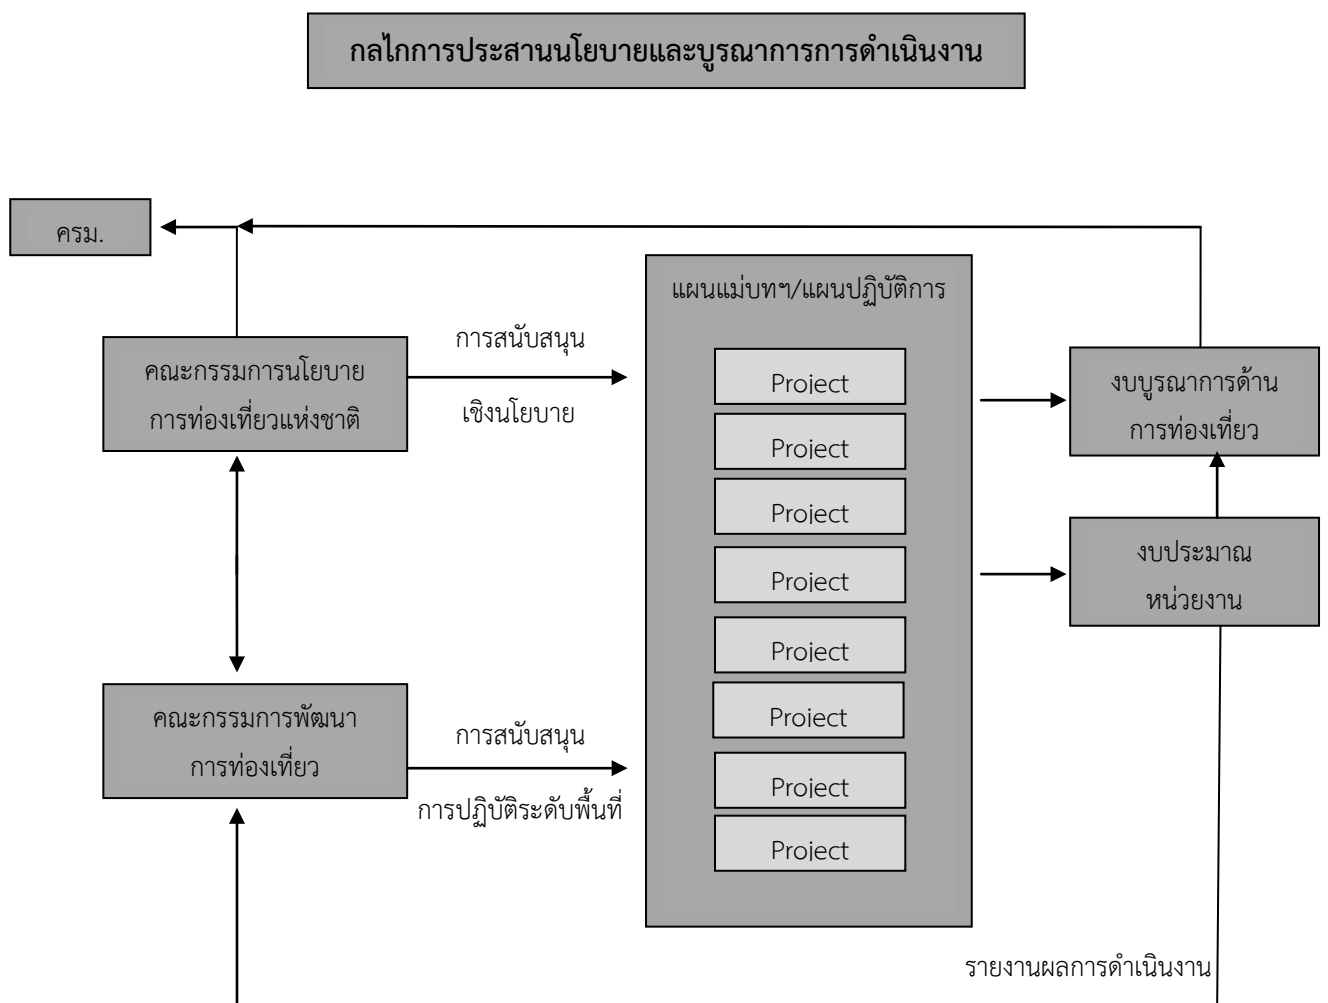 กลไกการประสานนโยบายและบูรณาการการดำเนินงาน
ครม.
คณะกรรมการนโยบาย
การท่องเที่ยวแห่งชาติ
การสนับสนุน
เชิงนโยบาย
คณะกรรมการพัฒนา
การท่องเที่ยว
การสนับสนุน
การปฏิบัติระดับพื้นที่
แผนแม่บทฯ/แผนปฏิบัติการ
Project
Project
Project
Project
Project
Project
Project
Project
งบบูรณาการด้าน
การท่องเที่ยว
งบประมาณ
หน่วยงาน
รายงานผลการดำเนินงาน